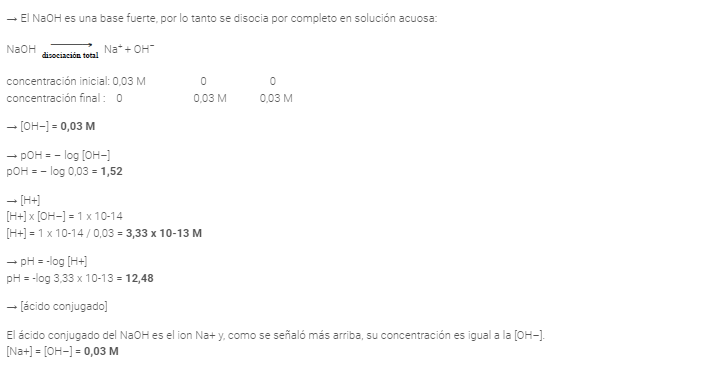 → El NaOH es una base fuerte, por lo tanto se disocia por completo en solución acuosa:
NaOH ⟶ Na⁺ + OH⁻
disociación total
concentración inicial: 0,03 M 0 0
concentración final : 0 0,03 M 0,03 M
→ [OH−] = 0,03 M
→ pOH = − log [OH−]
pOH = − log 0,03 = 1,52
→ [H+]
[H+] x [OH−] = 1 x 10-14
[H+] = 1 x 10-14 / 0,03 = 3,33 x 10-13 M
→ pH = -log [H+]
pH = -log 3,33 x 10-13 = 12,48
→ [ácido conjugado]
El ácido conjugado del NaOH es el ion Na+ y, como se señaló más arriba, su concentración es igual a la [OH−].
[Na+] = [OH−] = 0,03 M